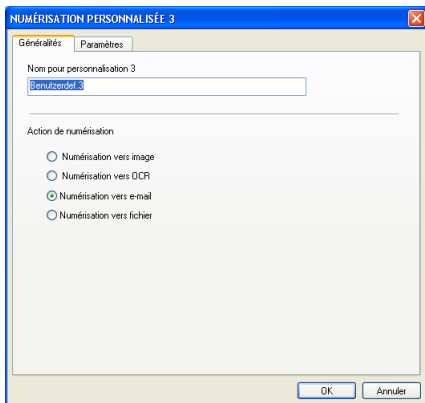 NUMÉRISATION PERSONNALISÉE 3
Généralités Paramètres
Nom pour personnalisation 3
Benutzerdef.3
Action de numérisation
Numérisation vers image
Numérisation vers OCR
Numérisation vers e-mail
Numérisation vers fichier
OK Annuler